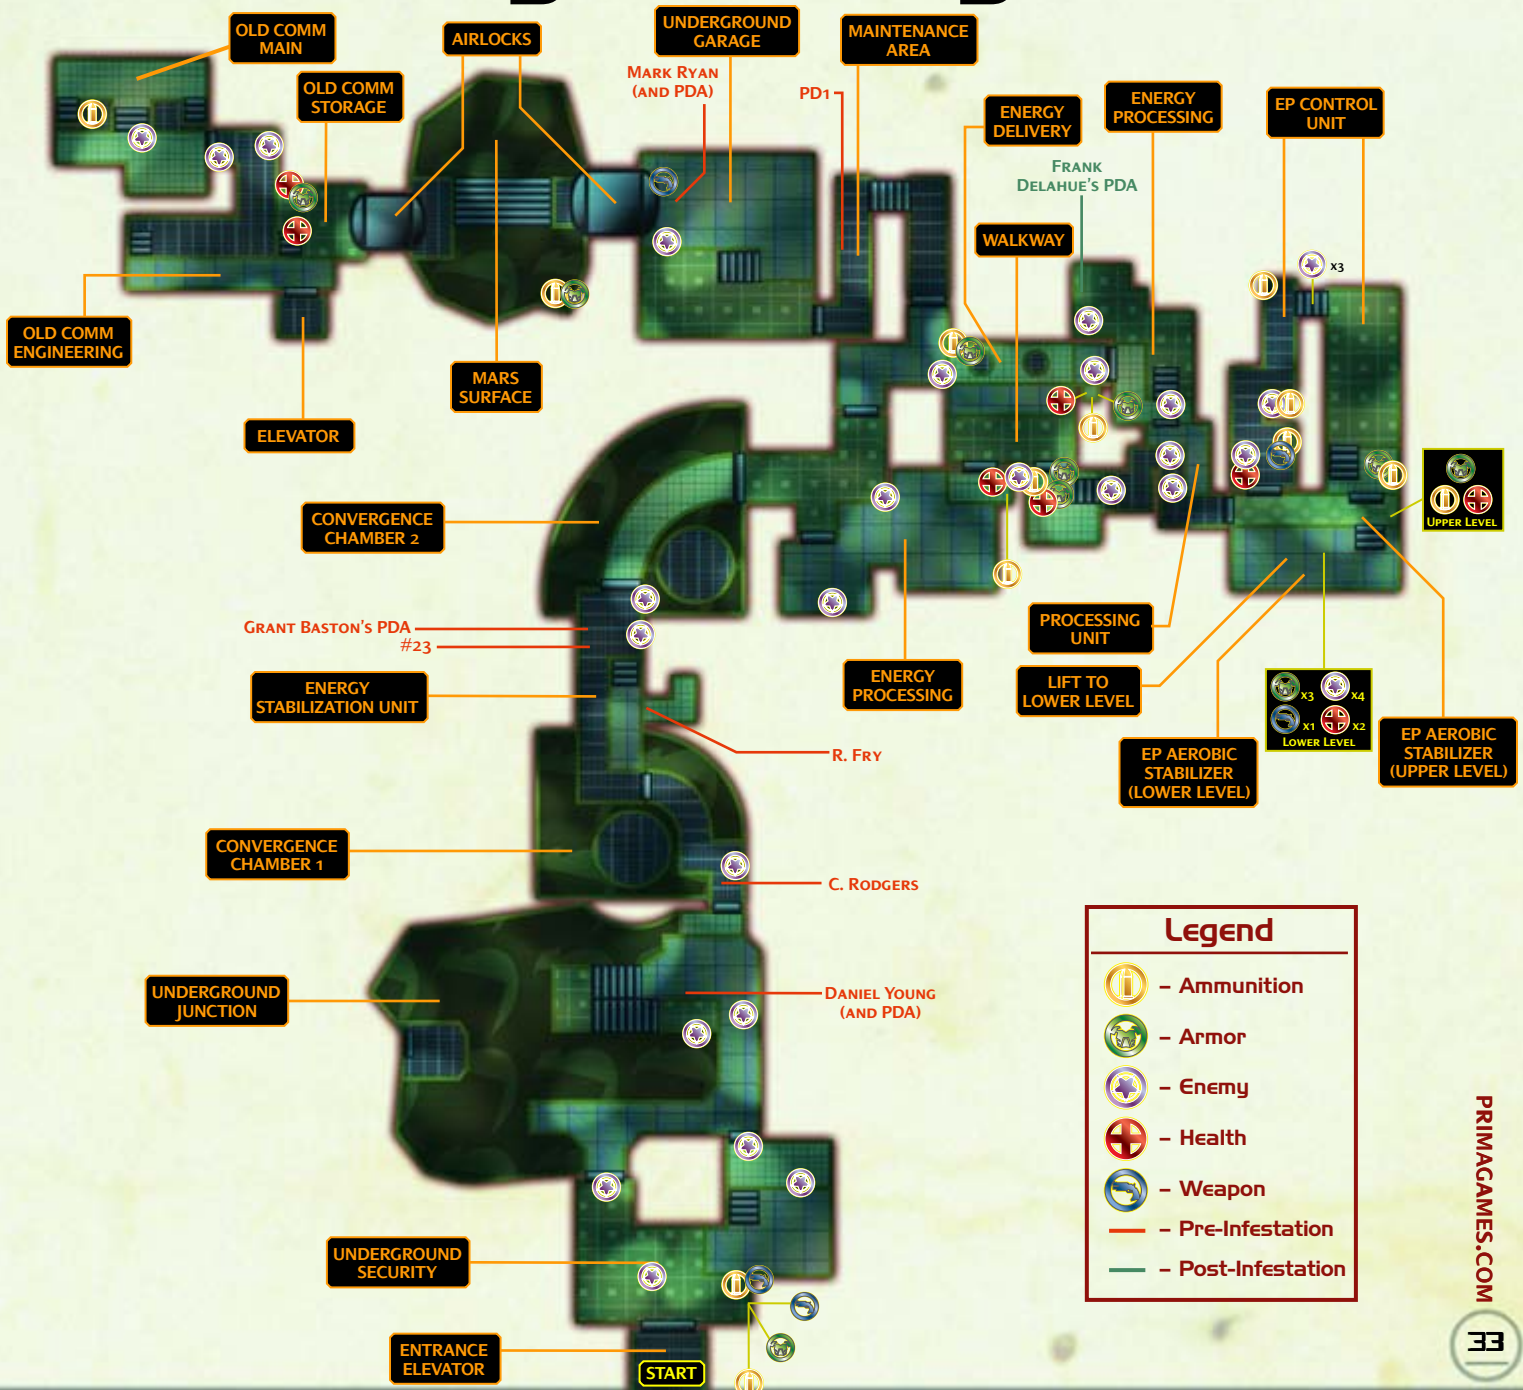 OLD COMM
MAIN
AIRLOCKS
UNDERGROUND
GARAGE
MAINTENANCE
AREA
OLD COMM
STORAGE
MARK RYAN
(AND PDA)
PD1
ENERGY
DELIVERY
ENERGY
PROCESSING
EP CONTROL
UNIT
FRANK
DELAHUE'S PDA
WALKWAY
x3
OLD COMM
ENGINEERING
MARS
SURFACE
ELEVATOR
CONVERGENCE
CHAMBER 2
UPPER LEVEL
GRANT BASTON'S PDA
#23
ENERGY
STABILIZATION UNIT
ENERGY
PROCESSING
PROCESSING
UNIT
LIFT TO
LOWER LEVEL
x3
x4
x1
x2
LOWER LEVEL
EP AEROBIC
STABILIZER
(UPPER LEVEL)
EP AEROBIC
STABILIZER
(LOWER LEVEL)
R. FRY
CONVERGENCE
CHAMBER 1
C. RODGERS
UNDERGROUND
JUNCTION
DANIEL YOUNG
(AND PDA)
Legend
– Ammunition
– Armor
– Enemy
– Health
– Weapon
– Pre-Infestation
– Post-Infestation
UNDERGROUND
SECURITY
ENTRANCE
ELEVATOR
START
PRIMAGAMES.COM
33